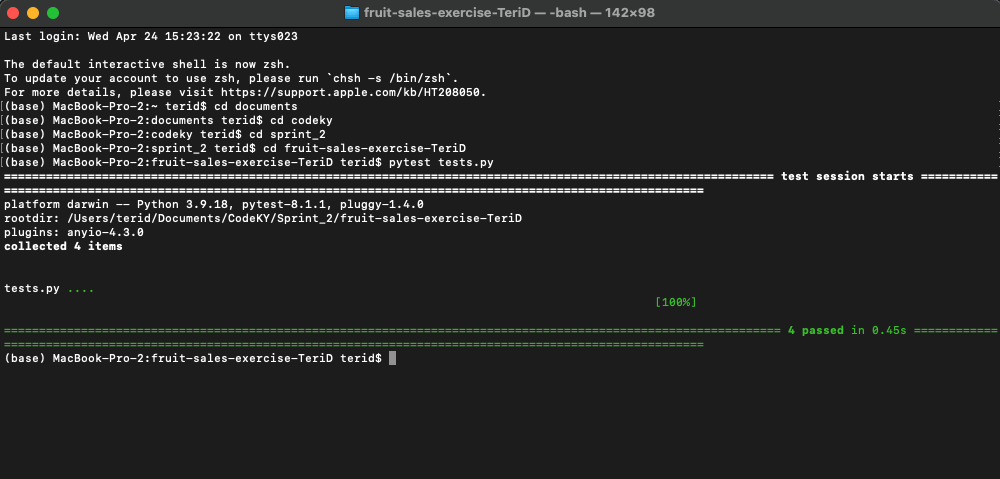 fruit-sales-exercise-TeriD — -bash — 142×98
Last login: Wed Apr 24 15:23:22 on ttys023
The default interactive shell is now zsh.
To update your account to use zsh, please run `chsh -s /bin/zsh`.
For more details, please visit https://support.apple.com/kb/HT208050.
[(base) MacBook-Pro-2:~ terid$ cd documents
[(base) MacBook-Pro-2:documents terid$ cd codeky
[(base) MacBook-Pro-2:codeky terid$ cd sprint_2
[(base) MacBook-Pro-2:sprint_2 terid$ cd fruit-sales-exercise-TeriD
[(base) MacBook-Pro-2:fruit-sales-exercise-TeriD terid$ pytest tests.py
============================================================================================================== test session starts ===========
====================================================================================================
platform darwin -- Python 3.9.18, pytest-8.1.1, pluggy-1.4.0
rootdir: /Users/terid/Documents/CodeKY/Sprint_2/fruit-sales-exercise-TeriD
plugins: anyio-4.3.0
collected 4 items
tests.py ....
[100%]
=============================================================================================================== 4 passed in 0.45s ============
====================================================================================================
(base) MacBook-Pro-2:fruit-sales-exercise-TeriD terid$